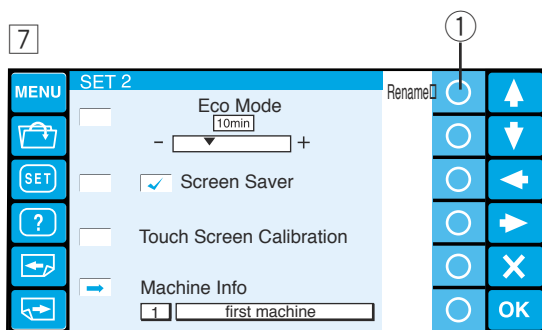 7
1
MENU
SET 2
Rename
Eco Mode
10min
- +
SET
Screen Saver
?
Touch Screen Calibration
Machine Info
1 first machine
OK